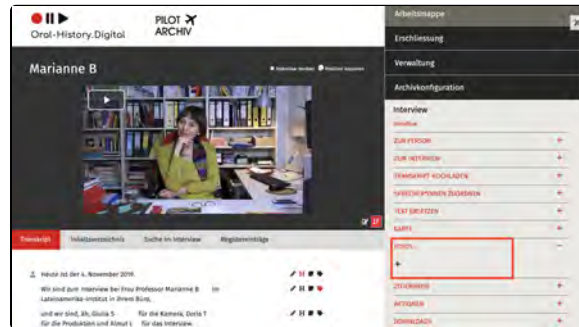 Oral-History.Digital
PILOT
ARCHIV
Marianne B
Transkript
Inhaltsverzeichnis
Suche im Interview
Registereinträge
Heute ist der 4. November 2019.
Wir sind zum Interview bei Frau Professor Marianne B im
Lateinamerika-Institut in ihrem Büro,
und wir sind, äh, Giulia S für die Kamera, Doris T
für die Produktion und Almut L für das Interview.
Arbeitsmappe
Erschliessung
Verwaltung
Archivkonfiguration
Interview
ZUR PERSON +
ZUM INTERVIEW +
TRANSKRIPT HOCHLADEN +
SPRECHER*INNEN ZUORDNEN +
TEXT ERSETZEN +
KARTE +
FOTOS −
+
ZITIERWEISE +
AKTIONEN +
DOWNLOADS +